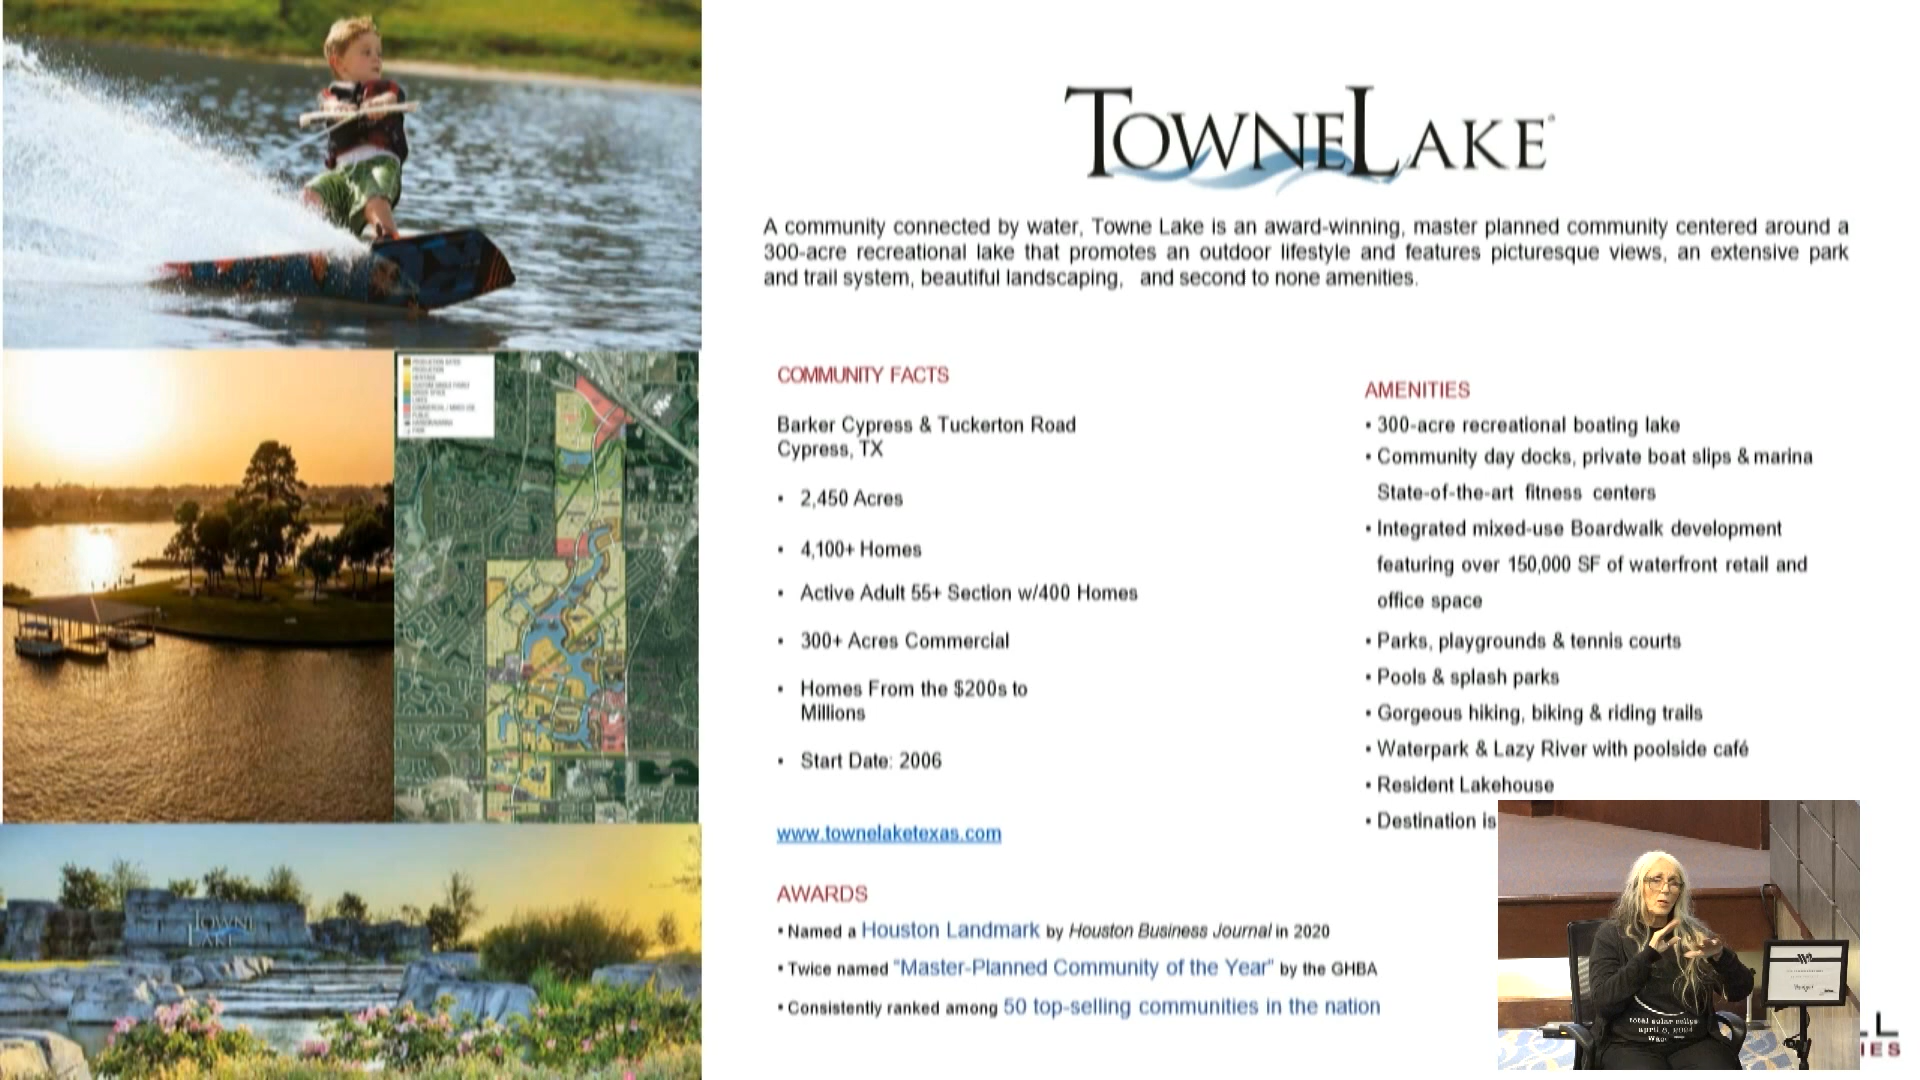 TOWNELAKE
A community connected by water, Towne Lake is an award-winning, master planned community centered around a
300-acre recreational lake that promotes an outdoor lifestyle and features picturesque views, an extensive park
and trail system, beautiful landscaping, and second to none amenities.
COMMUNITY FACTS
Barker Cypress & Tuckerton Road
Cypress, TX
• 2,450 Acres
• 4,100+ Homes
• Active Adult 55+ Section w/400 Homes
• 300+ Acres Commercial
• Homes From the $200s to
Millions
• Start Date: 2006
www.townelaketexas.com
AWARDS
• Named a Houston Landmark by Houston Business Journal in 2020
• Twice named "Master-Planned Community of the Year" by the GHBA
• Consistently ranked among 50 top-selling communities in the nation
AMENITIES
• 300-acre recreational boating lake
• Community day docks, private boat slips & marina
State-of-the-art fitness centers
• Integrated mixed-use Boardwalk development
featuring over 150,000 SF of waterfront retail and
office space
• Parks, playgrounds & tennis courts
• Pools & splash parks
• Gorgeous hiking, biking & riding trails
• Waterpark & Lazy River with poolside café
• Resident Lakehouse
• Destination is
TOWNE
LAKE
total solar eclipse
april 8, 2024